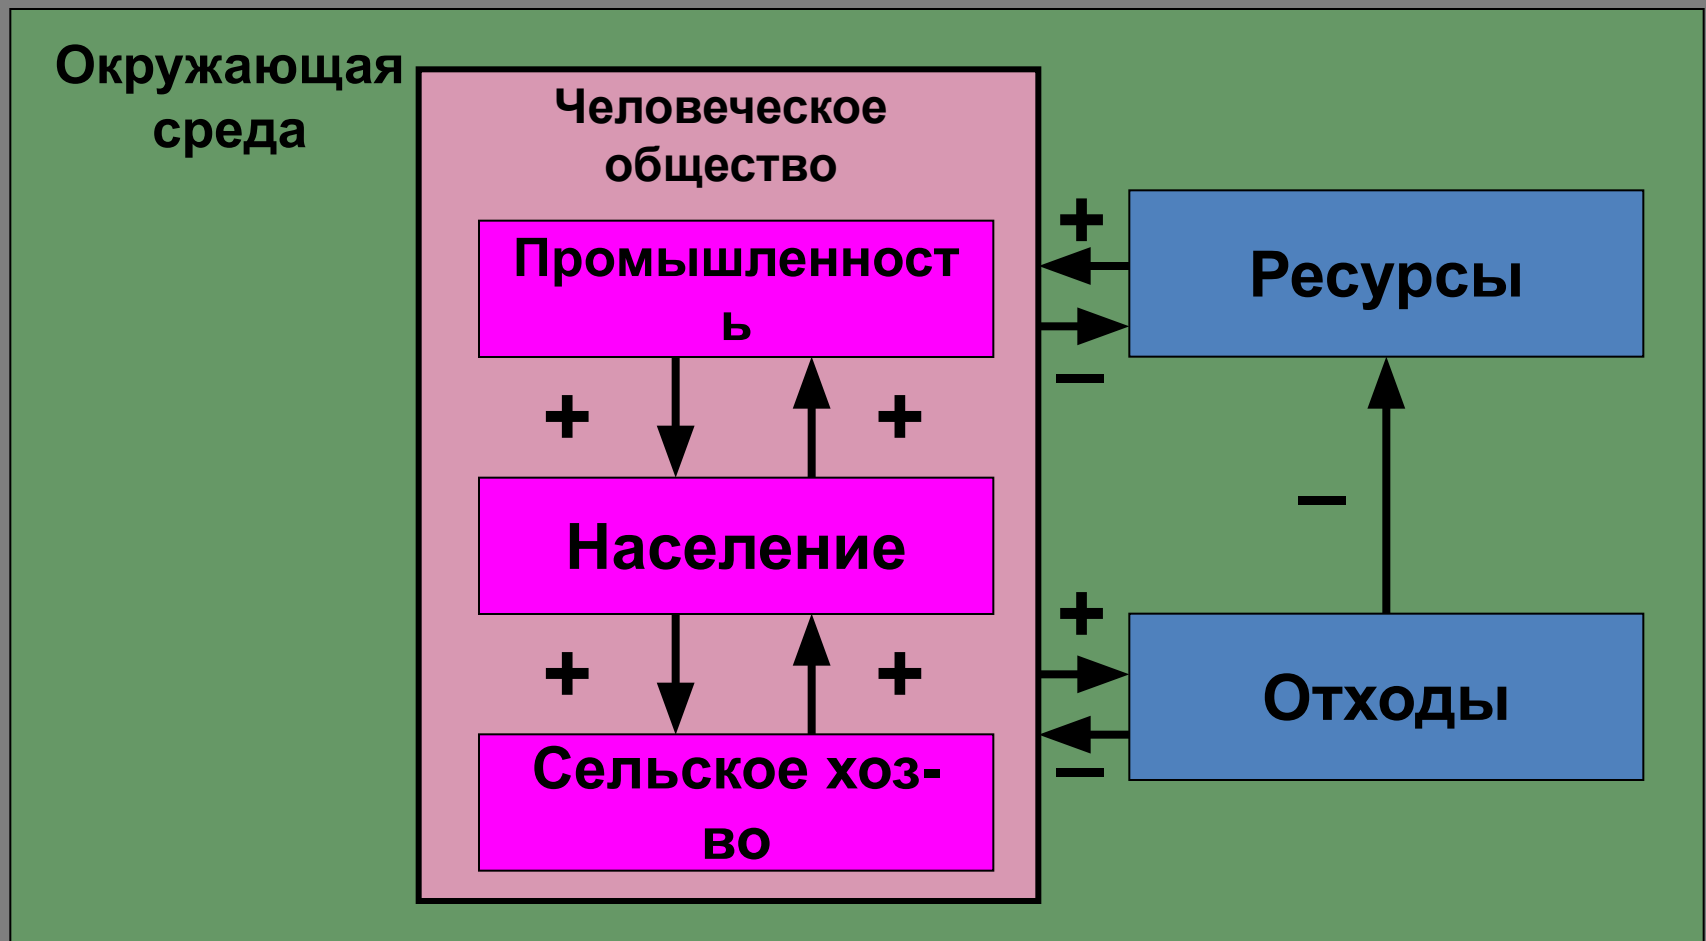 Окружающая
среда
Человеческое
общество
Промышленност
ь
+
+
Население
+
+
Сельское хоз-
во
+
–
Ресурсы
–
+
–
Отходы